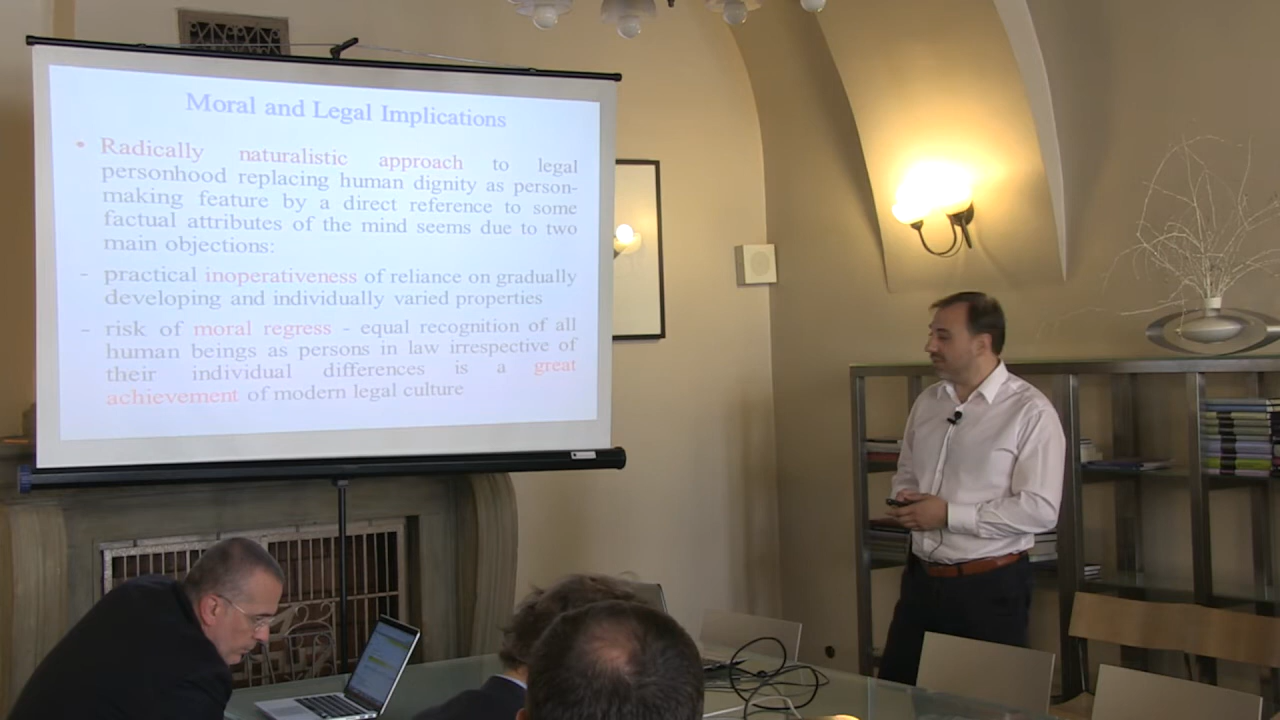 Moral and Legal Implications
• Radically naturalistic approach to legal
personhood replacing human dignity as person-
making feature by a direct reference to some
factual attributes of the mind seems due to two
main objections:
- practical inoperativeness of reliance on gradually
developing and individually varied properties
- risk of moral regress - equal recognition of all
human beings as persons in law irrespective of
their individual differences is a great
achievement of modern legal culture